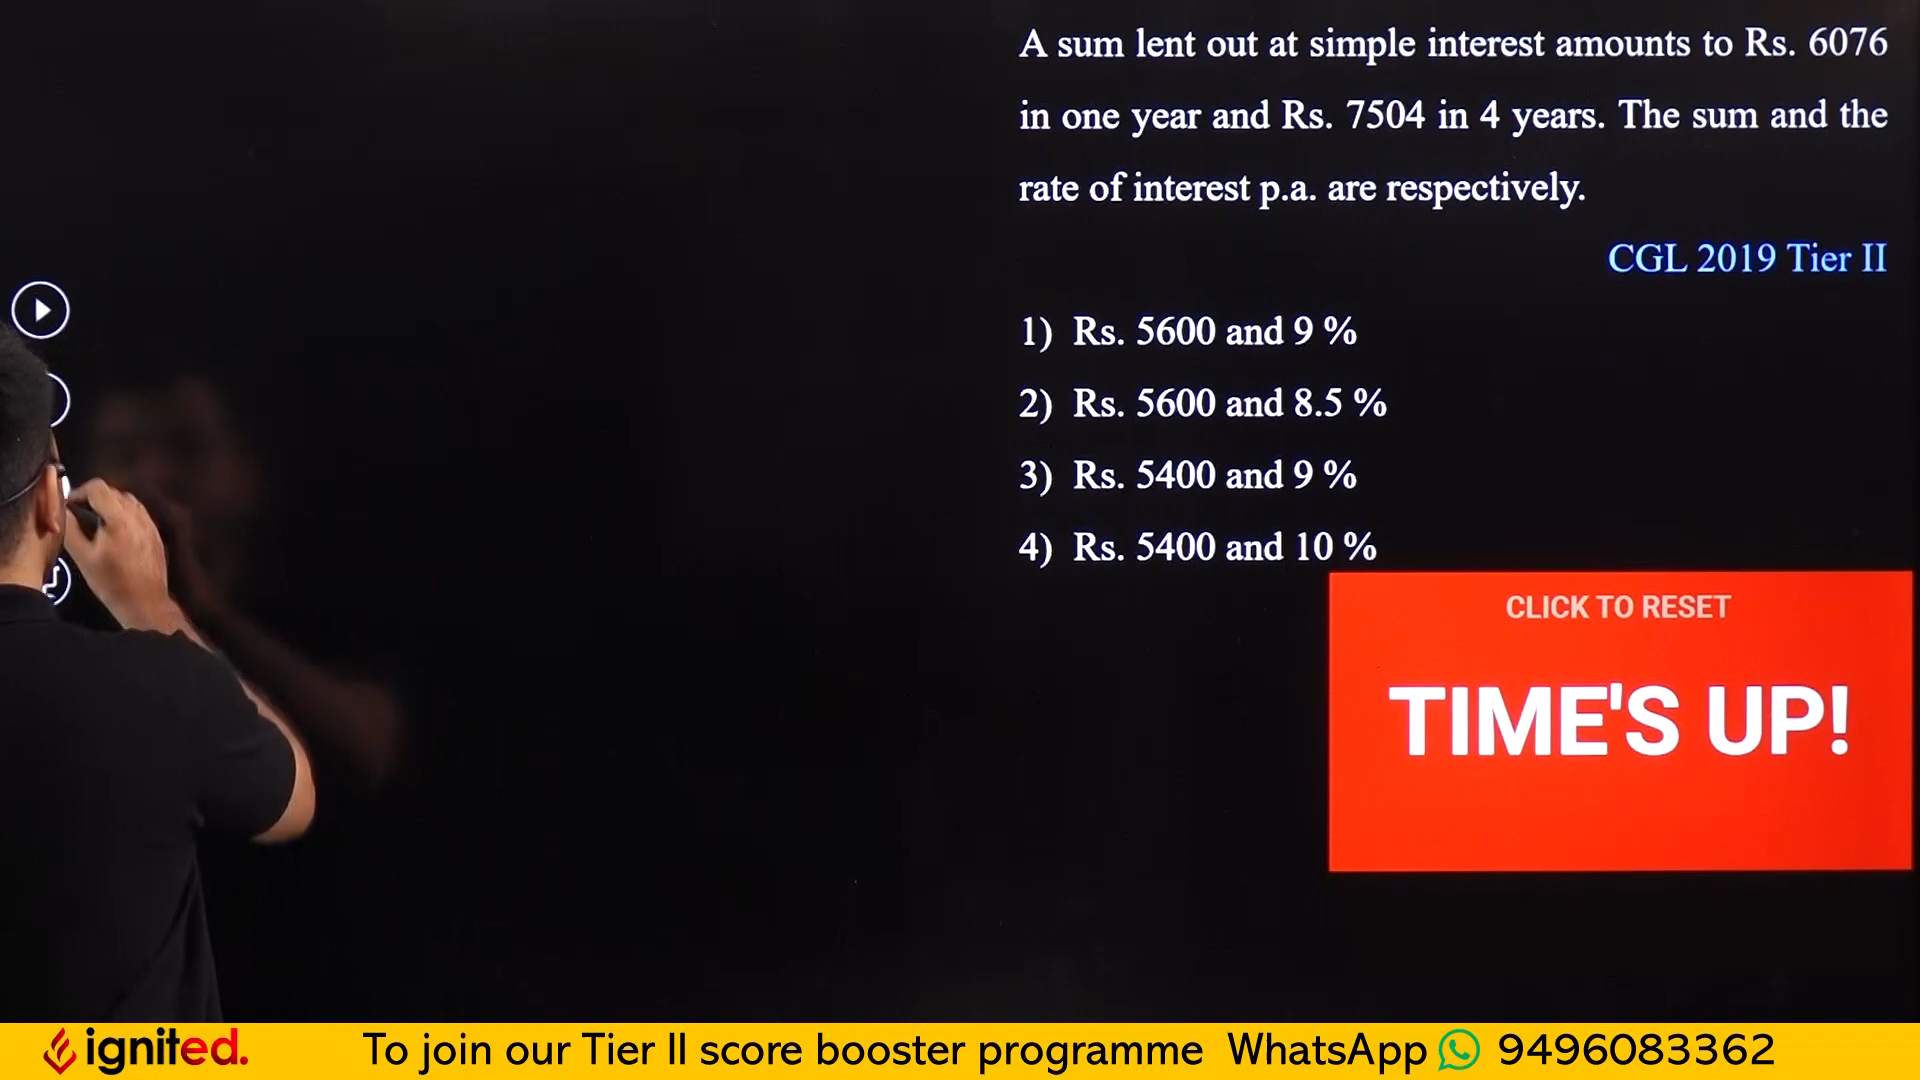 A sum lent out at simple interest amounts to Rs. 6076
in one year and Rs. 7504 in 4 years. The sum and the
rate of interest p.a. are respectively.
CGL 2019 Tier II
1) Rs. 5600 and 9 %
2) Rs. 5600 and 8.5 %
3) Rs. 5400 and 9 %
4) Rs. 5400 and 10 %
CLICK TO RESET
TIME'S UP!
ignited. To join our Tier II score booster programme WhatsApp 9496083362